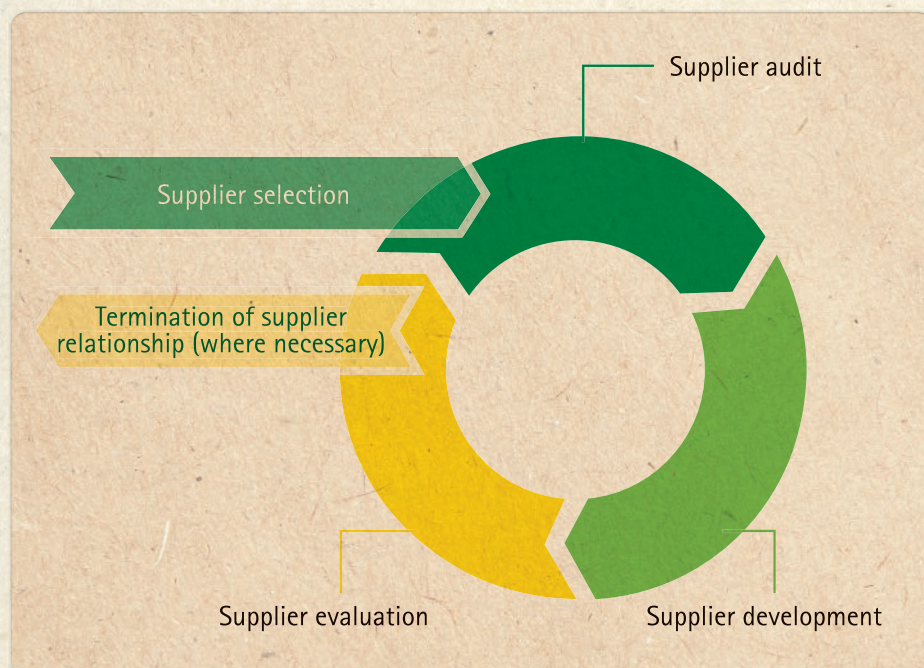 Supplier audit
Supplier selection
Termination of supplier
relationship (where necessary)
Supplier evaluation
Supplier development